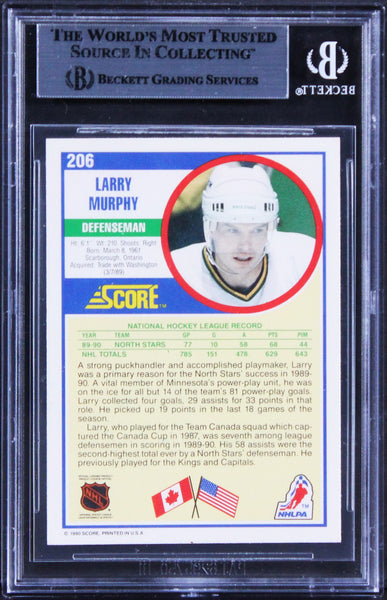 The World's Most Trusted
Source In Collecting™
BGS
Beckett Grading Services
BECKETT
206
LARRY
MURPHY
DEFENSEMAN
Ht: 6.1" Wt: 210 Shoots: Right
Born: March 8, 1961
Scarborough, Ontario
Acquired: Trade with Washington
(3/7/89)
SCORE™
NATIONAL HOCKEY LEAGUE RECORD
YEAR TEAM GP G A PTS PIM
89-90 NORTH STARS 77 10 58 68 44
NHL TOTALS 785 151 478 629 643
A strong puckhandler and accomplished playmaker, Larry
was a primary reason for the North Stars' success in 1989-
90. A vital member of Minnesota's power-play unit, he was
on the ice for all but 14 of the team's 81 power-play goals.
Larry collected four goals, 29 assists for 33 points in that
mode. He picked up 19 points in the last 18 games of the
season.
Larry, who played for the Team Canada squad which cap-
tured the Canada Cup in 1987, was seventh among league
defensemen in scoring in 1989-90. His 58 assists were the
second-highest total ever by a North Stars' defenseman. He
previously played for the Kings and Capitals.
NHL
NHLPA
™
© 1990 SCORE, PRINTED IN U.S.A.